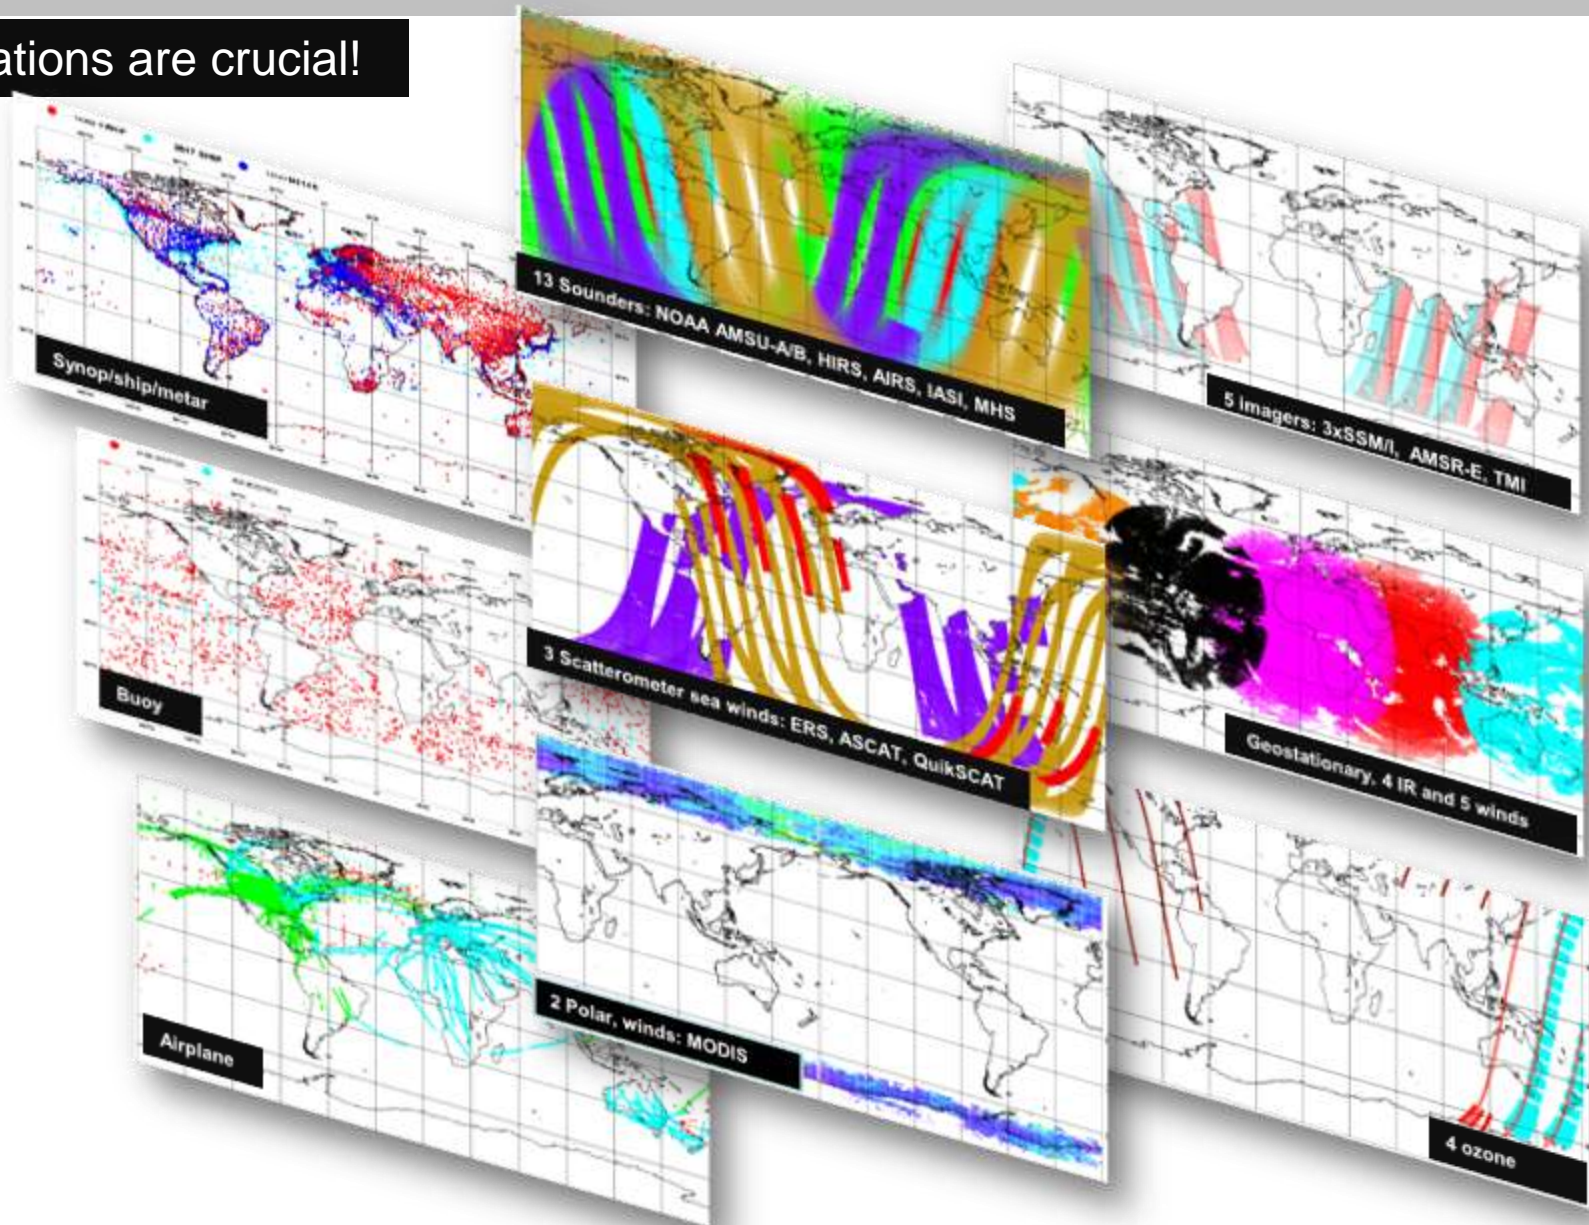 ations are crucial!
Synop/ship/metar
13 Sounders: NOAA AMSU-A/B, HIRS, AIRS, IASI, MHS
5 imagers: 3xSSM/I, AMSR-E, TMI
Buoy
3 Scatterometer sea winds: ERS, ASCAT, QuikSCAT
Geostationary, 4 IR and 5 winds
Airplane
2 Polar, winds: MODIS
4 ozone